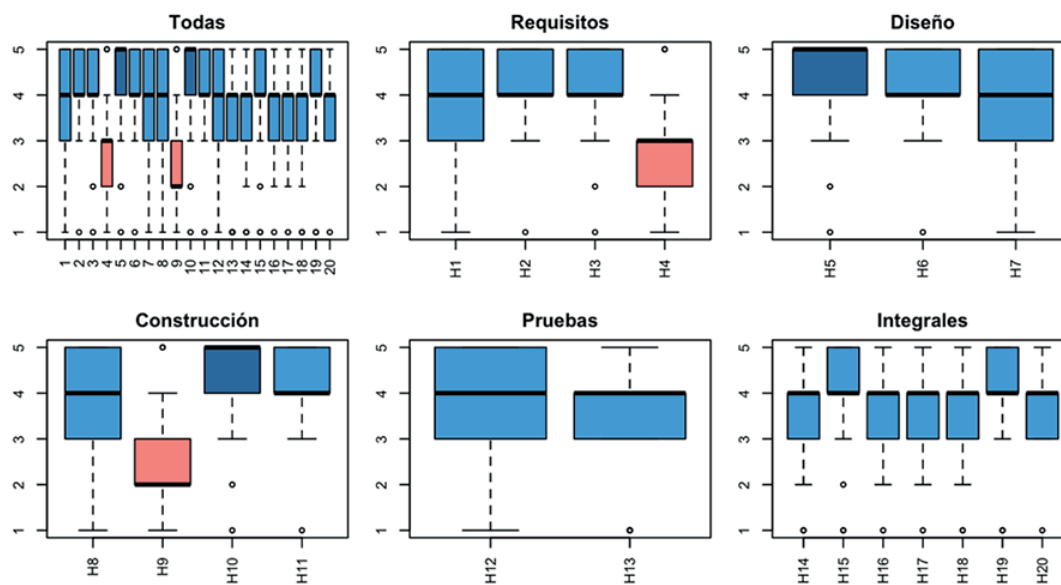 Todas
5
4
3
2
1
1 2 3 4 5 6 7 8 9 10 11 12 13 14 15 16 17 18 19 20
Requisitos
5
4
3
2
1
H1 H2 H3 H4
Diseño
5
4
3
2
1
H5 H6 H7
Construcción
5
4
3
2
1
H8 H9 H10 H11
Pruebas
5
4
3
2
1
H12 H13
Integrales
5
4
3
2
1
H14 H15 H16 H17 H18 H19 H20